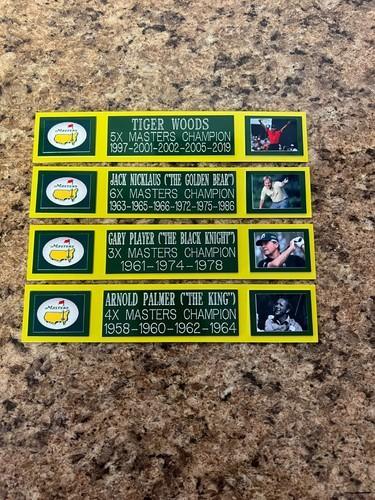 Masters
TIGER WOODS
5X MASTERS CHAMPION
1997-2001-2002-2005-2019
Masters
JACK NICKLAUS ("THE GOLDEN BEAR")
6X MASTERS CHAMPION
1963-1965-1966-1972-1975-1986
Masters
GARY PLAYER ("THE BLACK KNIGHT")
3X MASTERS CHAMPION
1961-1974-1978
Masters
ARNOLD PALMER ("THE KING")
4X MASTERS CHAMPION
1958-1960-1962-1964